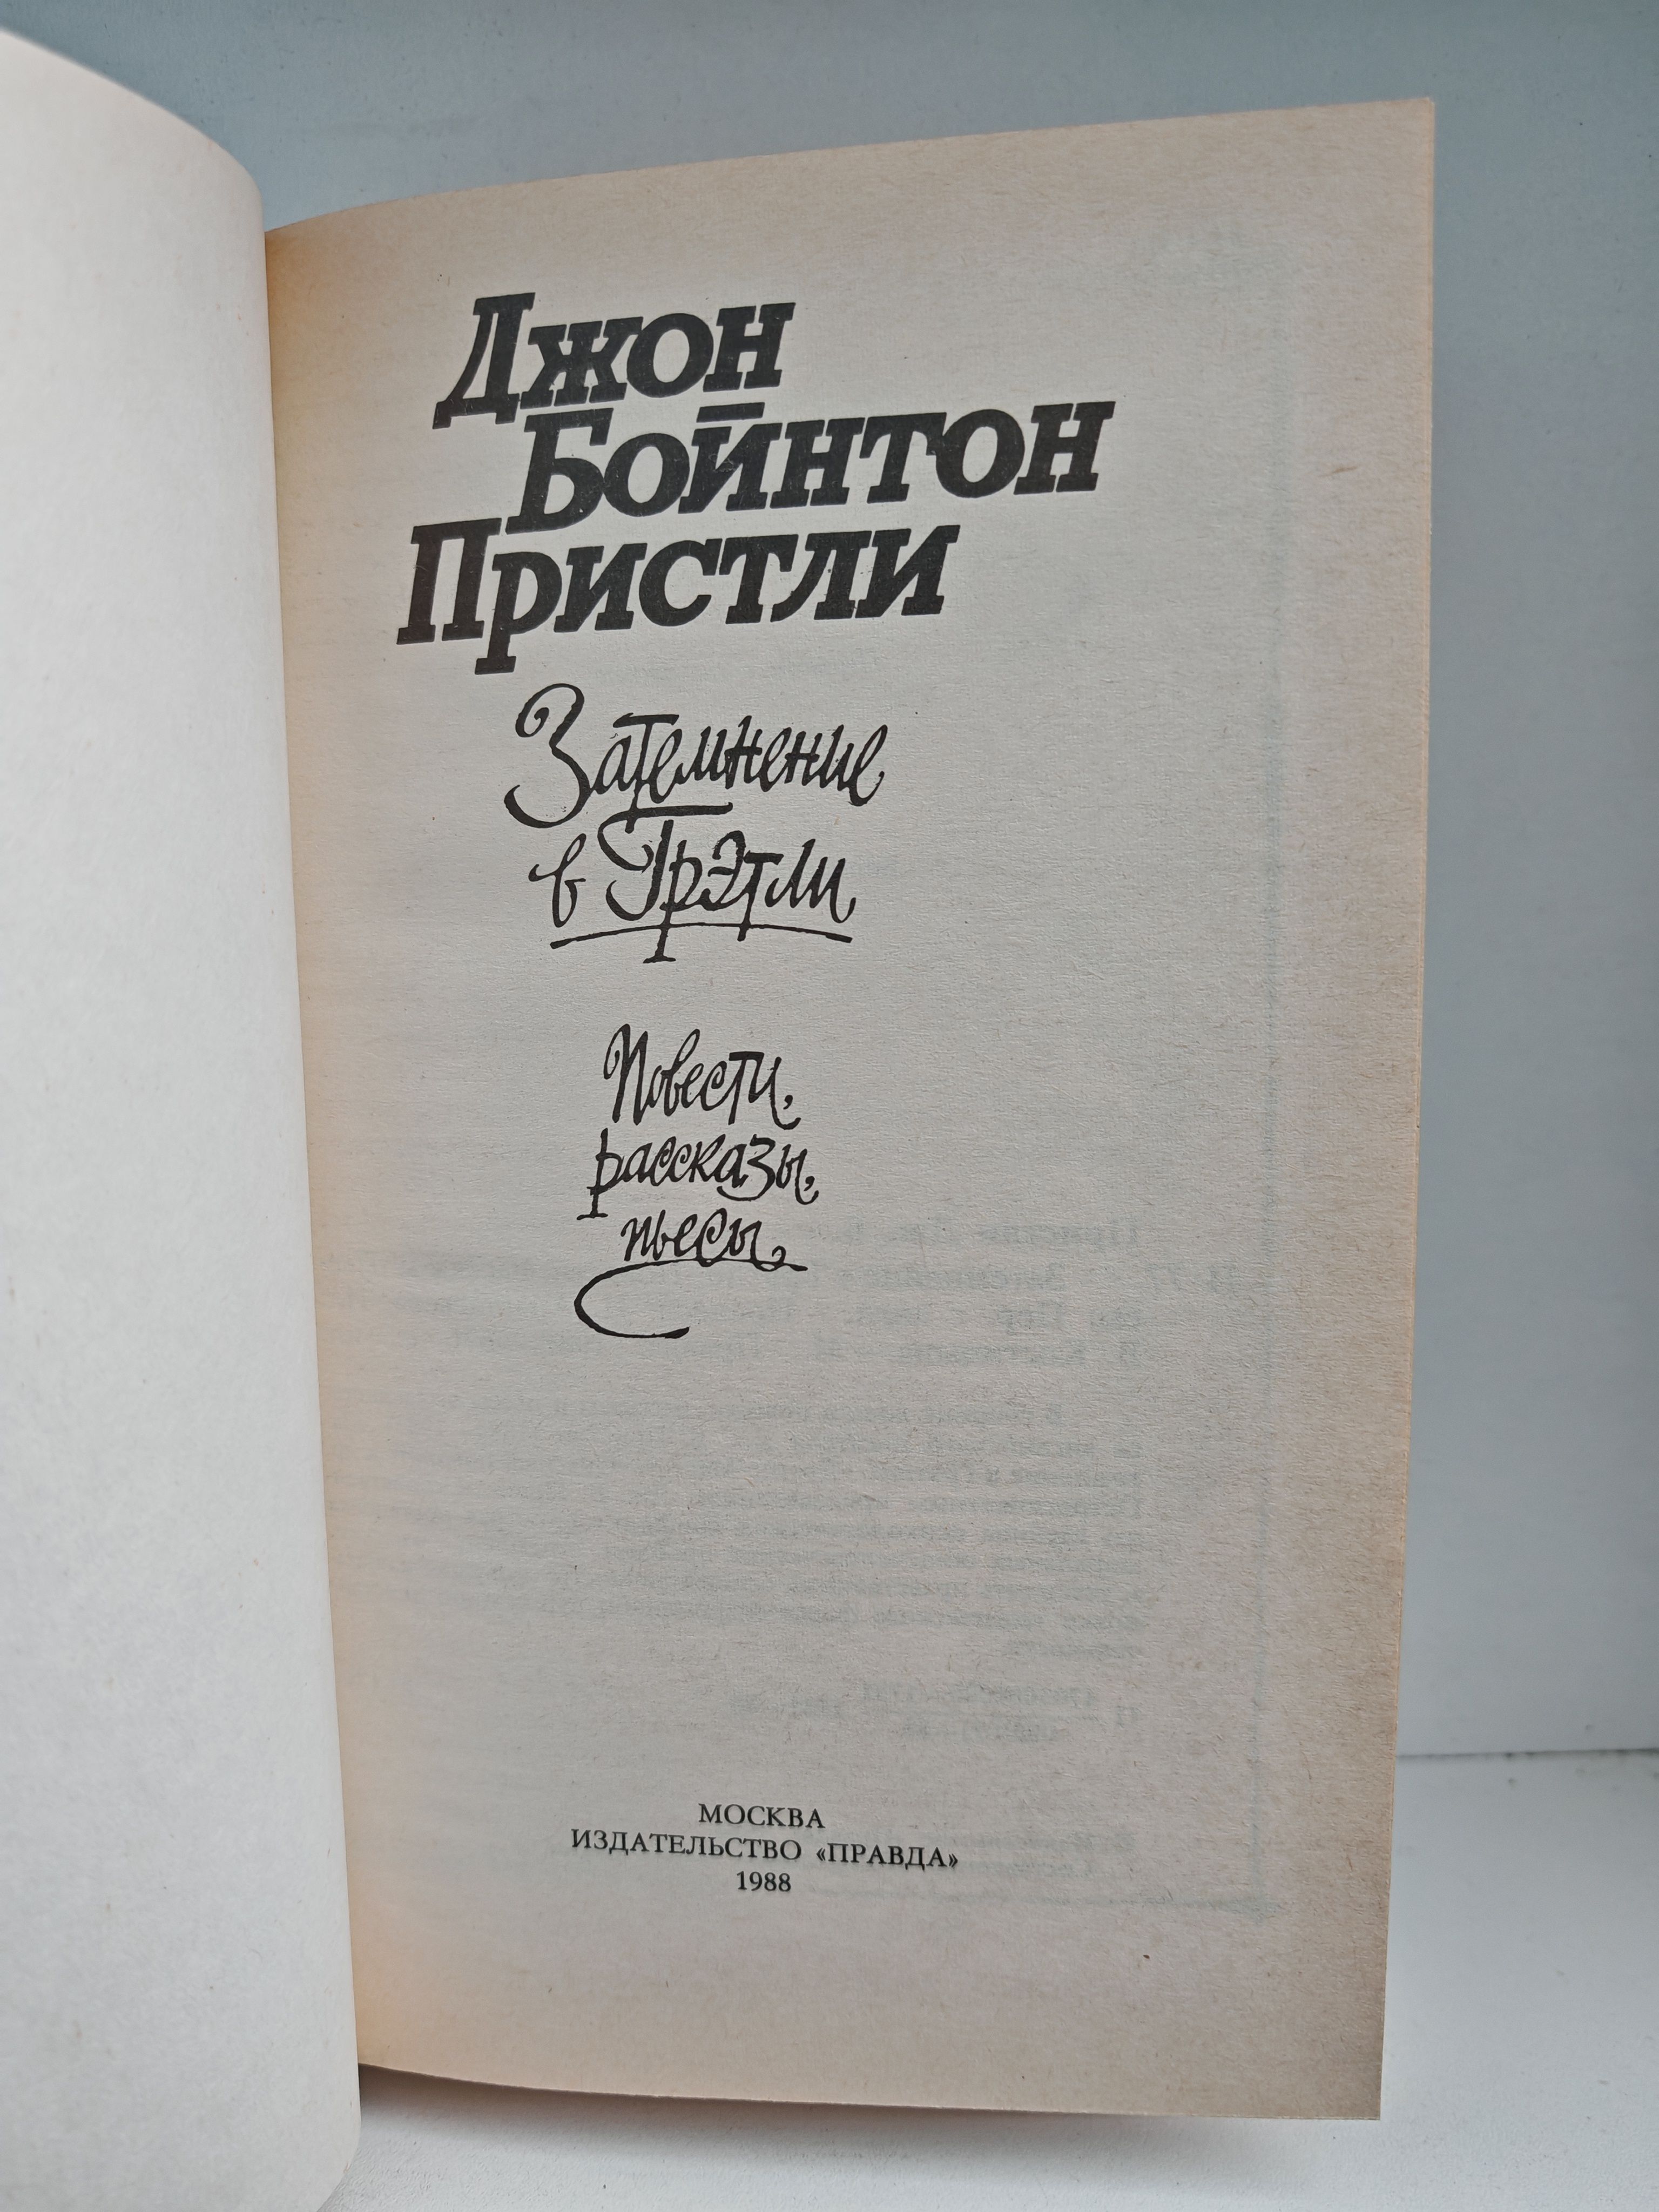 Джон
Бойнтон
Пристли
Затемнение
в Грэтли
Повести,
рассказы,
пьесы
МОСКВА
ИЗДАТЕЛЬСТВО «ПРАВДА»
1988